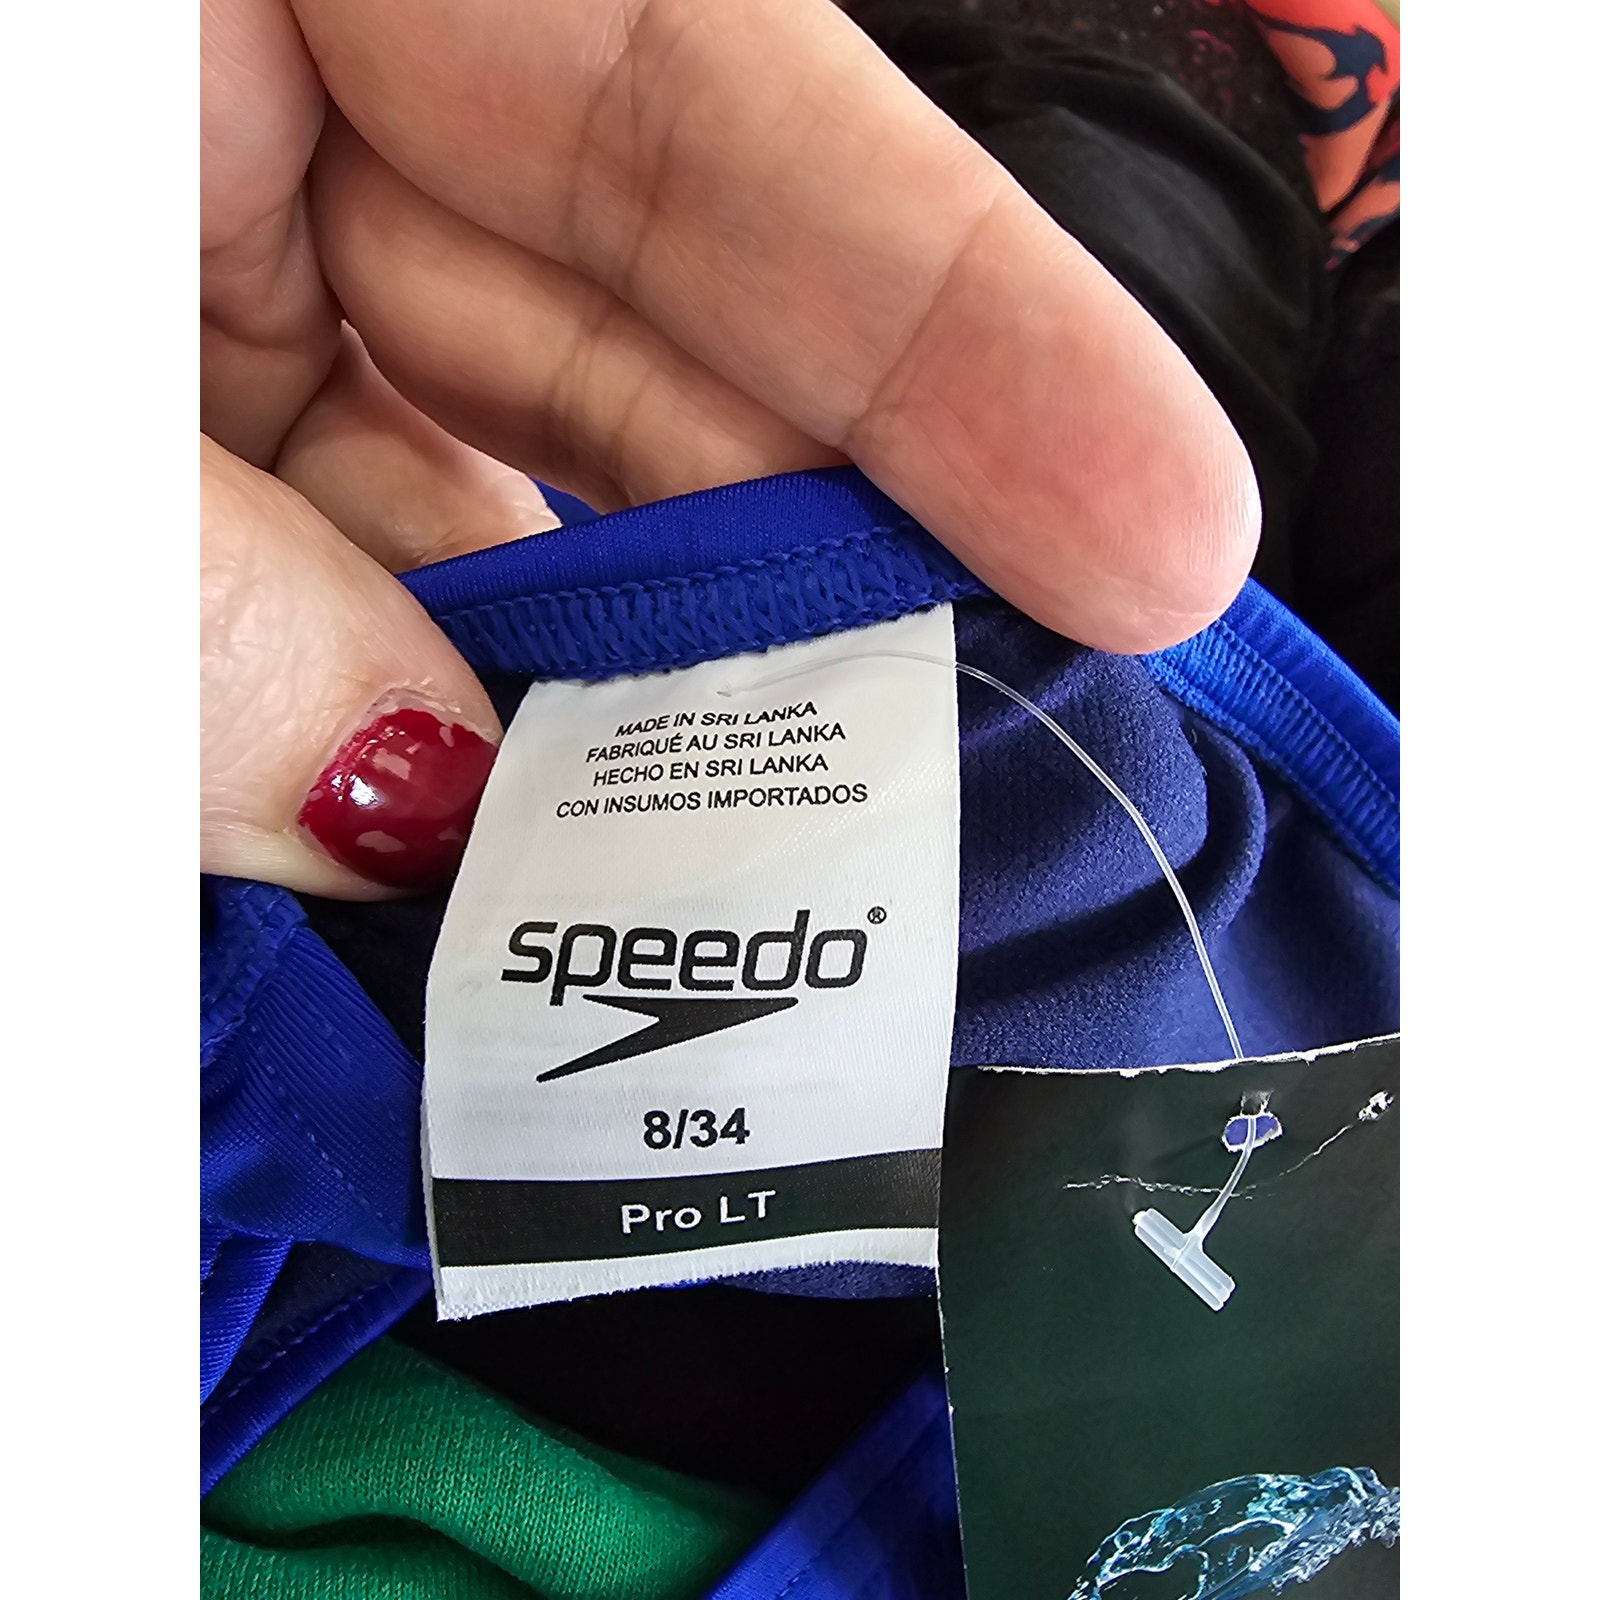 MADE IN SRI LANKA
FABRIQUÉ AU SRI LANKA
HECHO EN SRI LANKA
CON INSUMOS IMPORTADOS
speedo®
8/34
Pro LT